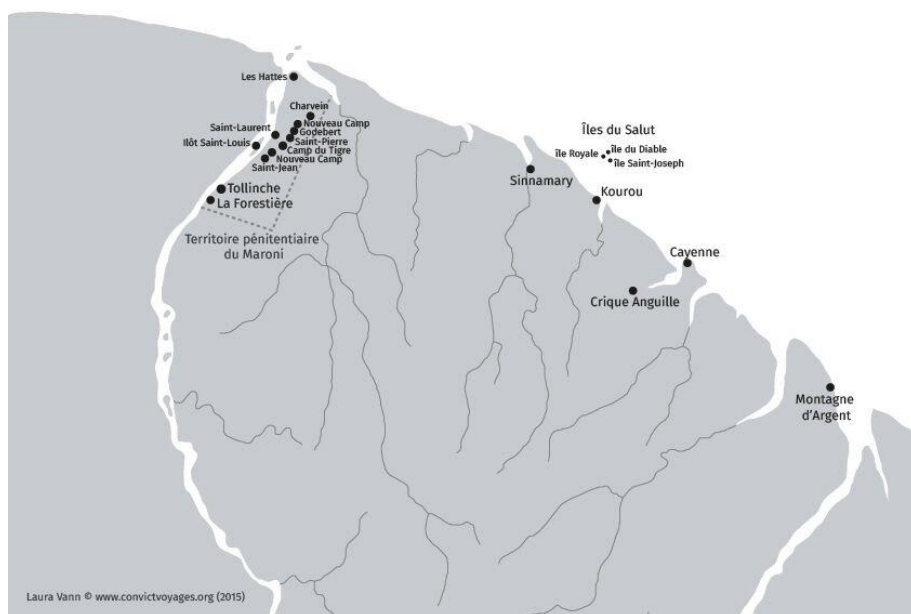 Les Hattes
Charvein
Nouveau Camp
Godebert
Saint-Laurent
Saint-Pierre
Ilôt Saint-Louis
Camp du Tigre
Nouveau Camp
Saint-Jean
Tollinche
La Forestière
Territoire pénitentiaire
du Maroni
Îles du Salut
île du Diable
île Royale
île Saint-Joseph
Sinnamary
Kourou
Cayenne
Crique Anguille
Montagne
d'Argent
Laura Vann © www.convictvoyages.org (2015)